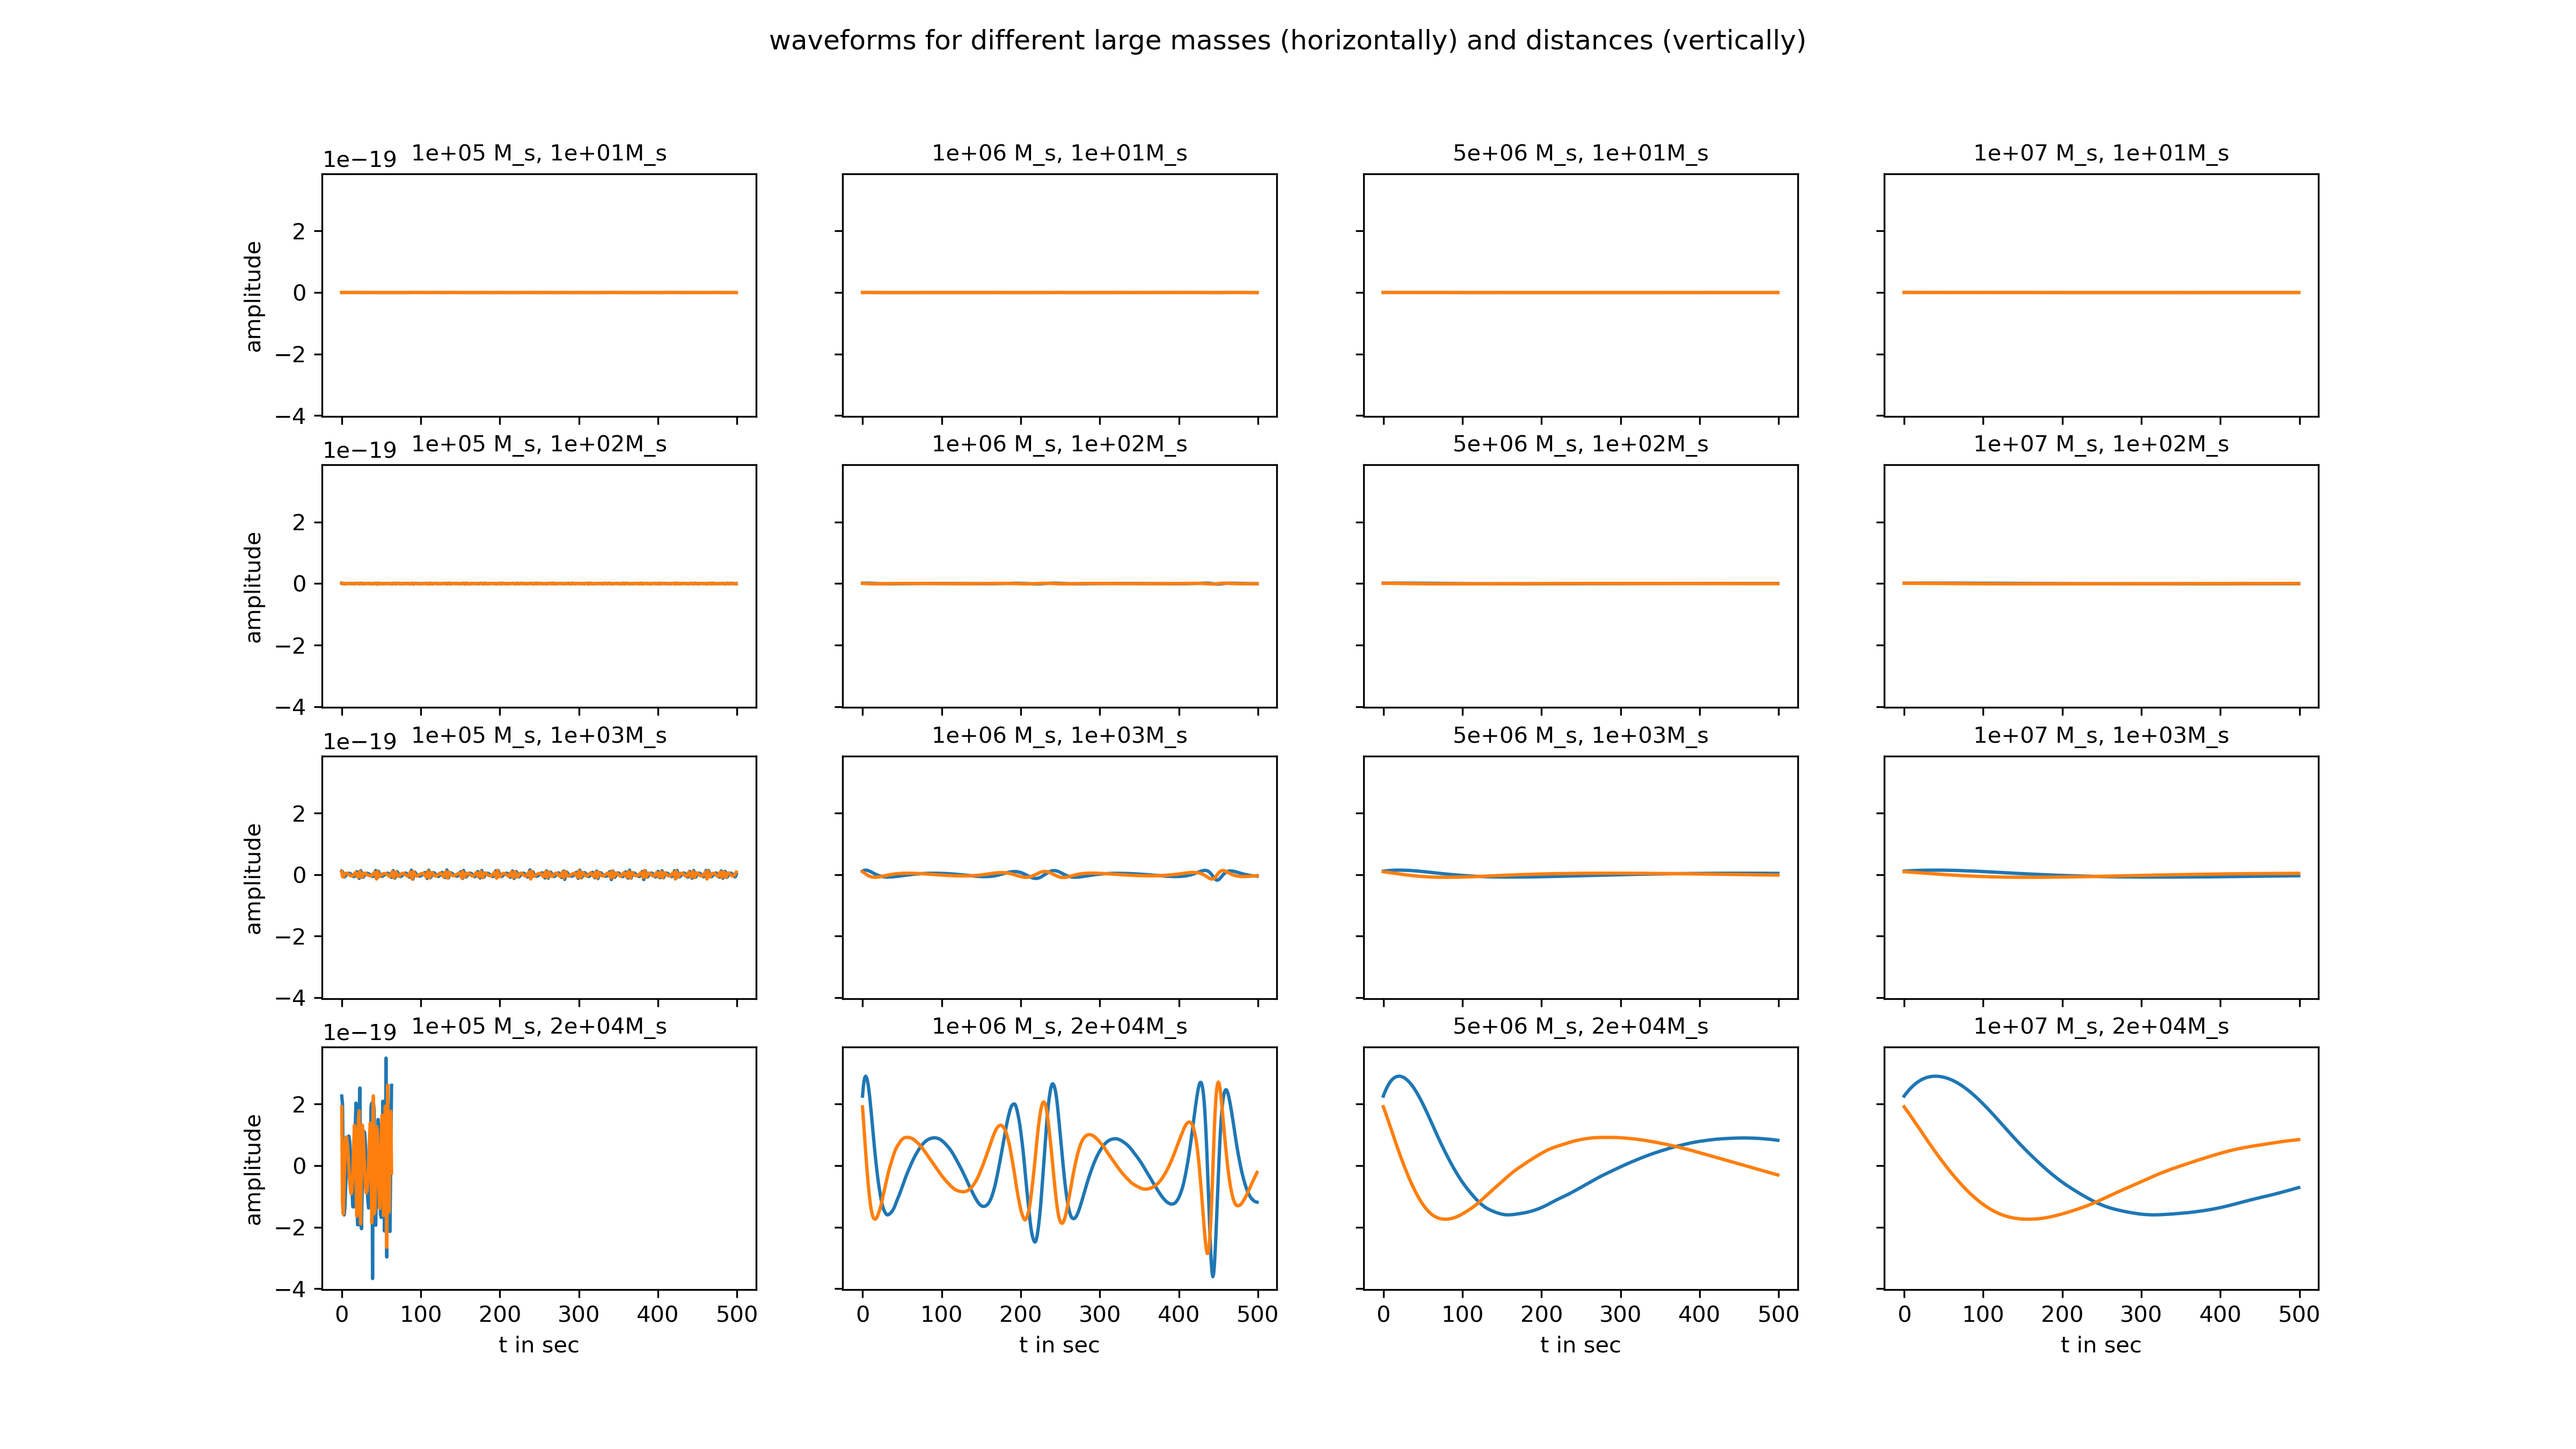 waveforms for different large masses (horizontally) and distances (vertically)
1e−19 1e+05 M_s, 1e+01M_s 1e+06 M_s, 1e+01M_s 5e+06 M_s, 1e+01M_s 1e+07 M_s, 1e+01M_s
2
0
−2
−4
amplitude
1e−19 1e+05 M_s, 1e+02M_s 1e+06 M_s, 1e+02M_s 5e+06 M_s, 1e+02M_s 1e+07 M_s, 1e+02M_s
2
0
−2
−4
amplitude
1e−19 1e+05 M_s, 1e+03M_s 1e+06 M_s, 1e+03M_s 5e+06 M_s, 1e+03M_s 1e+07 M_s, 1e+03M_s
2
0
−2
−4
amplitude
1e−19 1e+05 M_s, 2e+04M_s 1e+06 M_s, 2e+04M_s 5e+06 M_s, 2e+04M_s 1e+07 M_s, 2e+04M_s
2
0
−2
−4
amplitude
0 100 200 300 400 500 0 100 200 300 400 500 0 100 200 300 400 500 0 100 200 300 400 500
t in sec t in sec t in sec t in sec